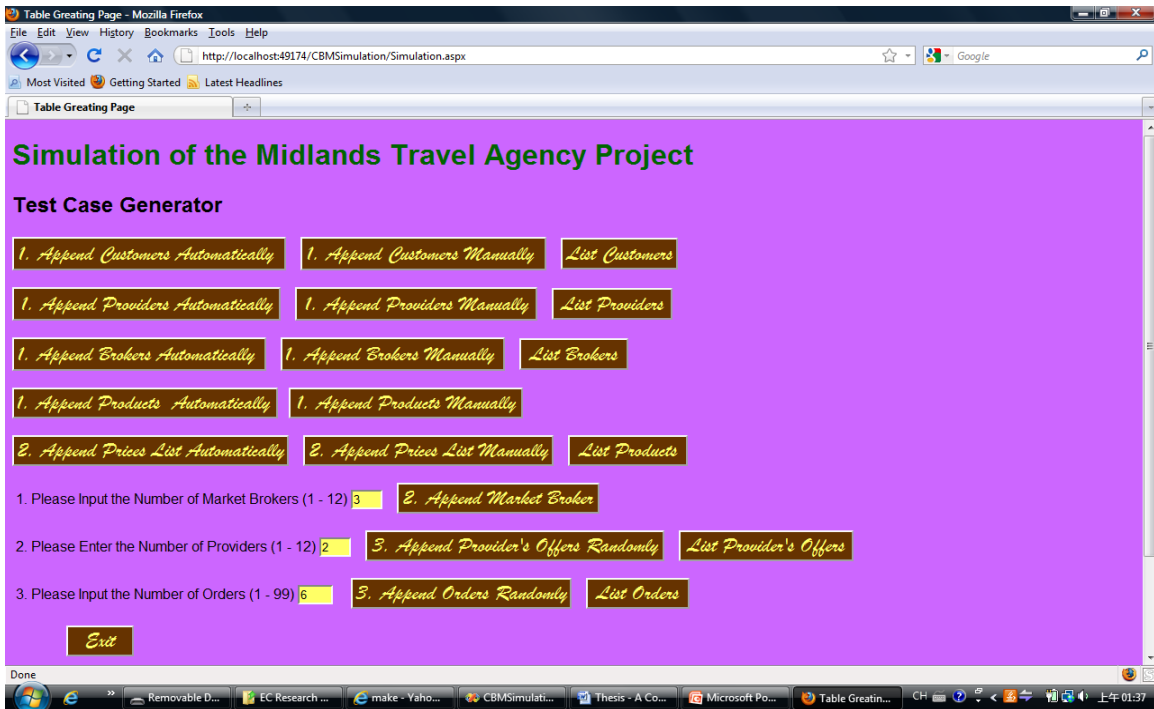 Table Greating Page - Mozilla Firefox
File Edit View History Bookmarks Tools Help
http://localhost:49174/CBMSimulation/Simulation.aspx
Google
Most Visited Getting Started Latest Headlines
Table Greating Page
Simulation of the Midlands Travel Agency Project
Test Case Generator
1. Append Customers Automatically 1. Append Customers Manually List Customers
1. Append Providers Automatically 1. Append Providers Manually List Providers
1. Append Brokers Automatically 1. Append Brokers Manually List Brokers
1. Append Products Automatically 1. Append Products Manually
2. Append Prices List Automatically 2. Append Prices List Manually List Products
1. Please Input the Number of Market Brokers (1 - 12) 3 2. Append Market Broker
2. Please Enter the Number of Providers (1 - 12) 2 3. Append Provider's Offers Randomly List Provider's Offers
3. Please Input the Number of Orders (1 - 99) 6 3. Append Orders Randomly List Orders
Exit
Done
» Removable D... EC Research ... make - Yaho... CBMSimulati... Thesis - A Co... Microsoft Po... Table Greatin... CH 上午 01:37